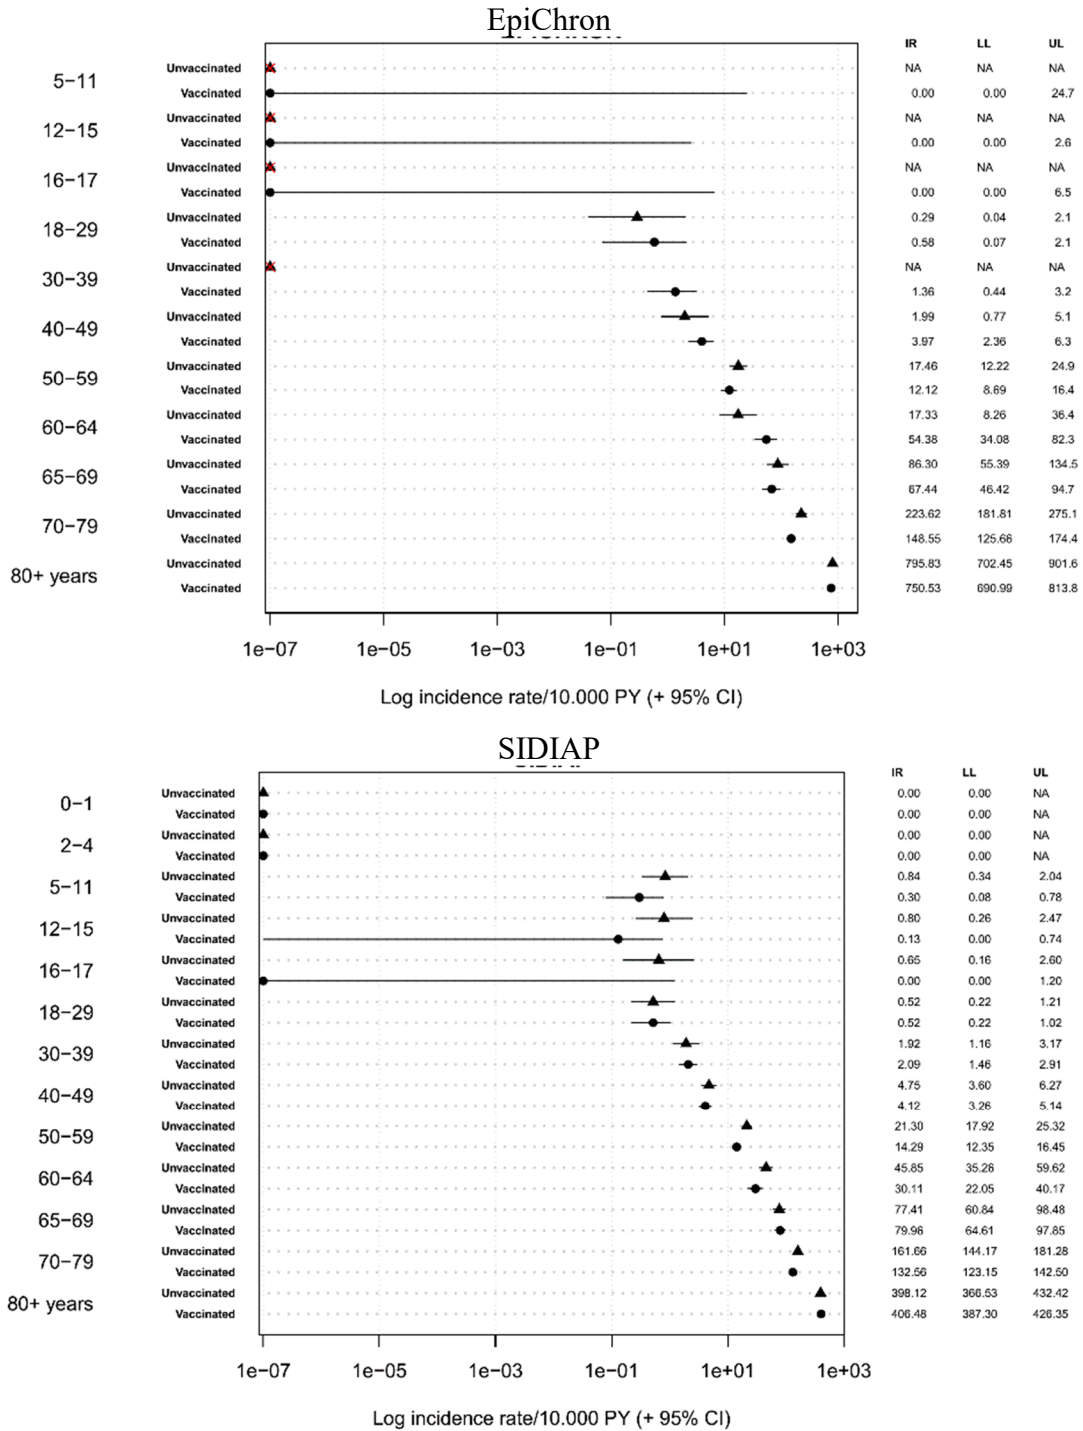 EpiChron
IR LL UL
5−11
Unvaccinated NA NA NA
Vaccinated 0.00 0.00 24.7
12−15
Unvaccinated NA NA NA
Vaccinated 0.00 0.00 2.6
16−17
Unvaccinated NA NA NA
Vaccinated 0.00 0.00 6.5
18−29
Unvaccinated 0.29 0.04 2.1
Vaccinated 0.58 0.07 2.1
30−39
Unvaccinated NA NA NA
Vaccinated 1.36 0.44 3.2
40−49
Unvaccinated 1.99 0.77 5.1
Vaccinated 3.97 2.36 6.3
50−59
Unvaccinated 17.46 12.22 24.9
Vaccinated 12.12 8.69 16.4
60−64
Unvaccinated 17.33 8.26 36.4
Vaccinated 54.38 34.08 82.3
65−69
Unvaccinated 86.30 55.39 134.5
Vaccinated 67.44 46.42 94.7
70−79
Unvaccinated 223.62 181.81 275.1
Vaccinated 148.55 125.66 174.4
80+ years
Unvaccinated 795.83 702.45 901.6
Vaccinated 750.53 690.99 813.8
1e−07 1e−05 1e−03 1e−01 1e+01 1e+03
Log incidence rate/10.000 PY (+ 95% CI)
SIDIAP
IR LL UL
0−1
Unvaccinated 0.00 0.00 NA
Vaccinated 0.00 0.00 NA
2−4
Unvaccinated 0.00 0.00 NA
Vaccinated 0.00 0.00 NA
5−11
Unvaccinated 0.84 0.34 2.04
Vaccinated 0.30 0.08 0.78
12−15
Unvaccinated 0.80 0.26 2.47
Vaccinated 0.13 0.00 0.74
16−17
Unvaccinated 0.65 0.16 2.60
Vaccinated 0.00 0.00 1.20
18−29
Unvaccinated 0.52 0.22 1.21
Vaccinated 0.52 0.22 1.02
30−39
Unvaccinated 1.92 1.16 3.17
Vaccinated 2.09 1.46 2.91
40−49
Unvaccinated 4.75 3.60 6.27
Vaccinated 4.12 3.26 5.14
50−59
Unvaccinated 21.30 17.92 25.32
Vaccinated 14.29 12.35 16.45
60−64
Unvaccinated 45.85 35.26 59.62
Vaccinated 30.11 22.05 40.17
65−69
Unvaccinated 77.41 60.84 98.48
Vaccinated 79.96 64.61 97.85
70−79
Unvaccinated 161.66 144.17 181.28
Vaccinated 132.56 123.15 142.50
80+ years
Unvaccinated 398.12 366.53 432.42
Vaccinated 406.48 387.30 426.35
1e−07 1e−05 1e−03 1e−01 1e+01 1e+03
Log incidence rate/10.000 PY (+ 95% CI)